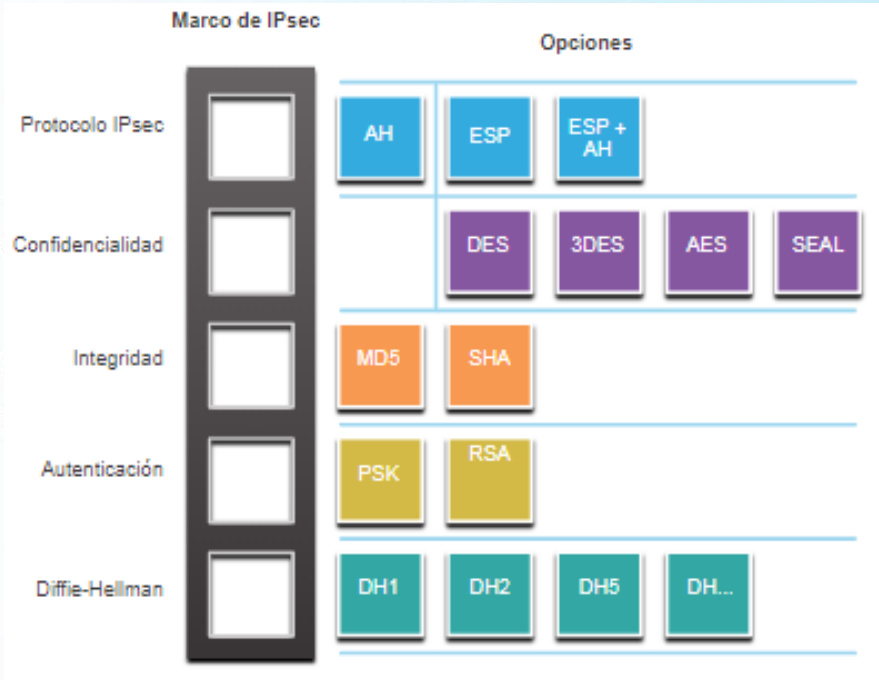 Marco de IPsec
Opciones
Protocolo IPsec
AH
ESP
ESP +
AH
Confidencialidad
DES
3DES
AES
SEAL
Integridad
MD5
SHA
Autenticación
PSK
RSA
Diffie-Hellman
DH1
DH2
DH5
DH...